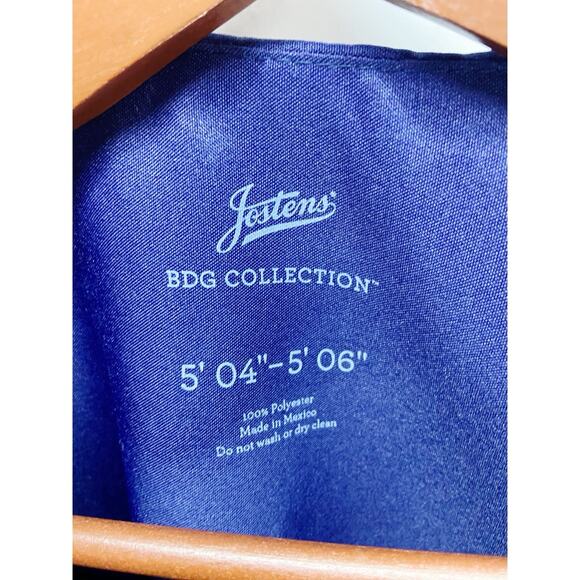 Jostens®
BDG COLLECTION™
5' 04"-5' 06"
100% Polyester
Made in Mexico
Do not wash or dry clean